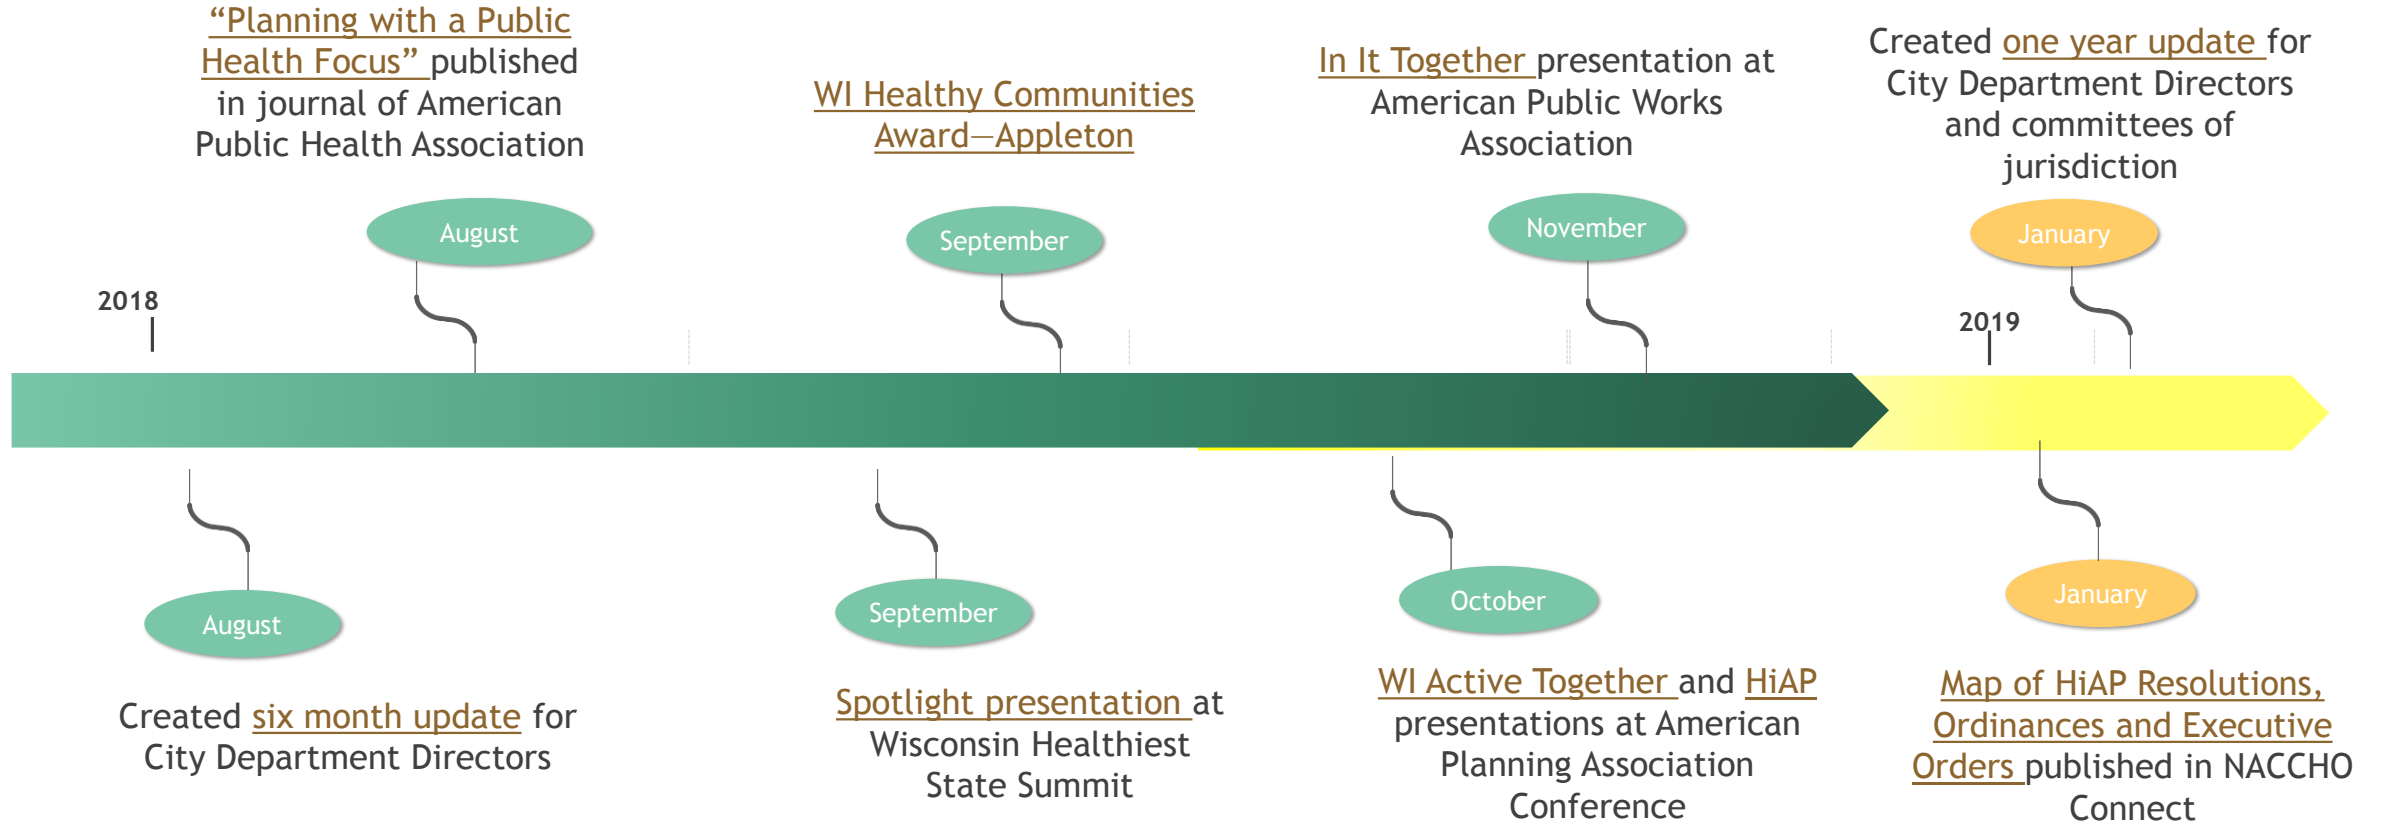 “Planning with a Public
Health Focus” published
in journal of American
Public Health Association
WI Healthy Communities
Award—Appleton
In It Together presentation at
American Public Works
Association
Created one year update for
City Department Directors
and committees of
jurisdiction
August
September
November
January
2018
2019
August
September
October
January
Created six month update for
City Department Directors
Spotlight presentation at
Wisconsin Healthiest
State Summit
WI Active Together and HiAP
presentations at American
Planning Association
Conference
Map of HiAP Resolutions,
Ordinances and Executive
Orders published in NACCHO
Connect